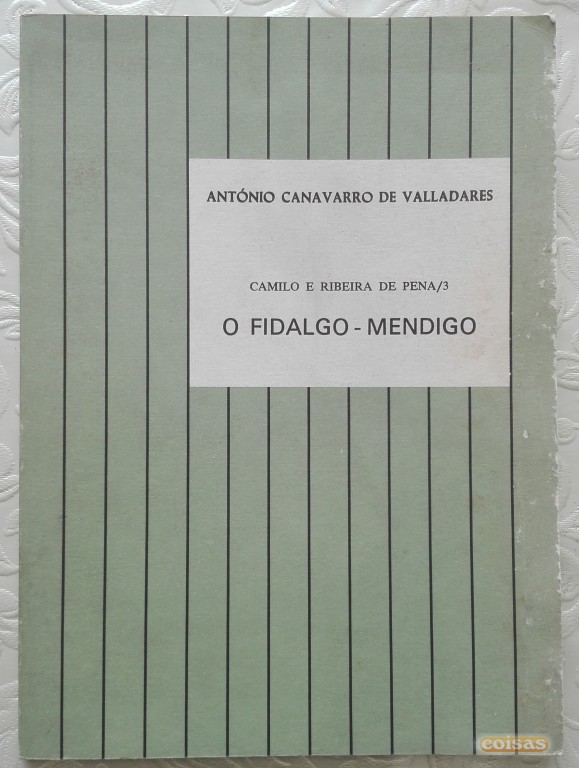 ANTÓNIO CANAVARRO DE VALLADARES
CAMILO E RIBEIRA DE PENA/3
O FIDALGO - MENDIGO
coisas